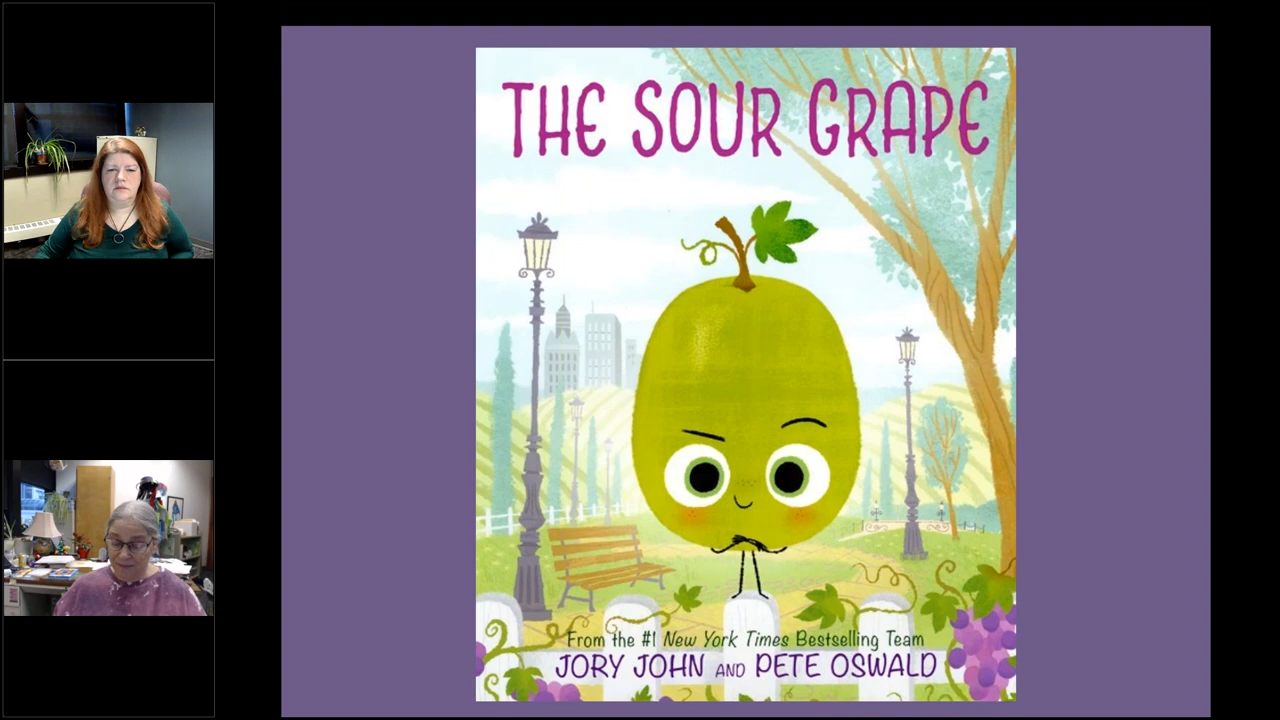 THE SOUR GRAPE
From the #1 New York Times Bestselling Team
JORY JOHN AND PETE OSWALD